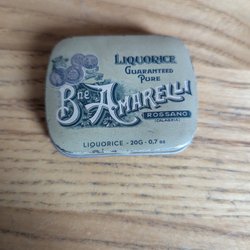 LIQUORICE
GUARANTEED
PURE
Bne AMARELLI
ROSSANO
(CALABRIA)
LIQUORICE - 20G - 0,7 oz